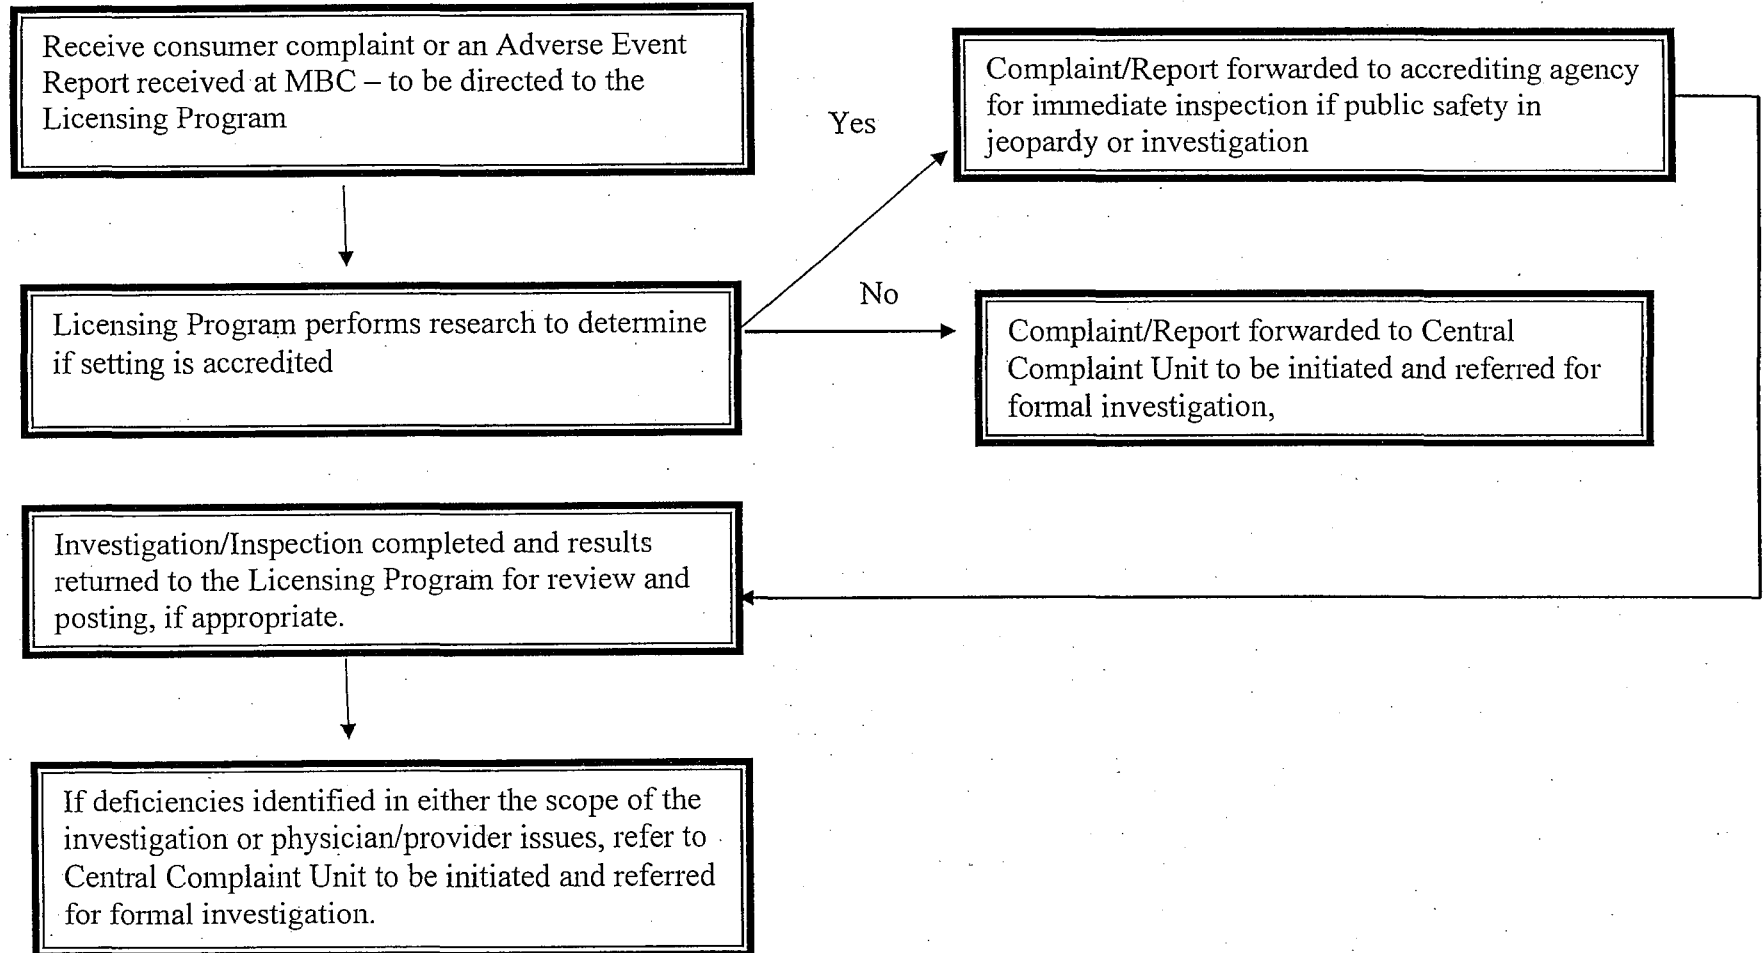 Receive consumer complaint or an Adverse Event
Report received at MBC – to be directed to the
Licensing Program
Complaint/Report forwarded to accrediting agency
for immediate inspection if public safety in
jeopardy or investigation
Yes
Licensing Program performs research to determine
if setting is accredited
No
Complaint/Report forwarded to Central
Complaint Unit to be initiated and referred for
formal investigation,
Investigation/Inspection completed and results
returned to the Licensing Program for review and
posting, if appropriate.
If deficiencies identified in either the scope of the
investigation or physician/provider issues, refer to
Central Complaint Unit to be initiated and referred
for formal investigation.